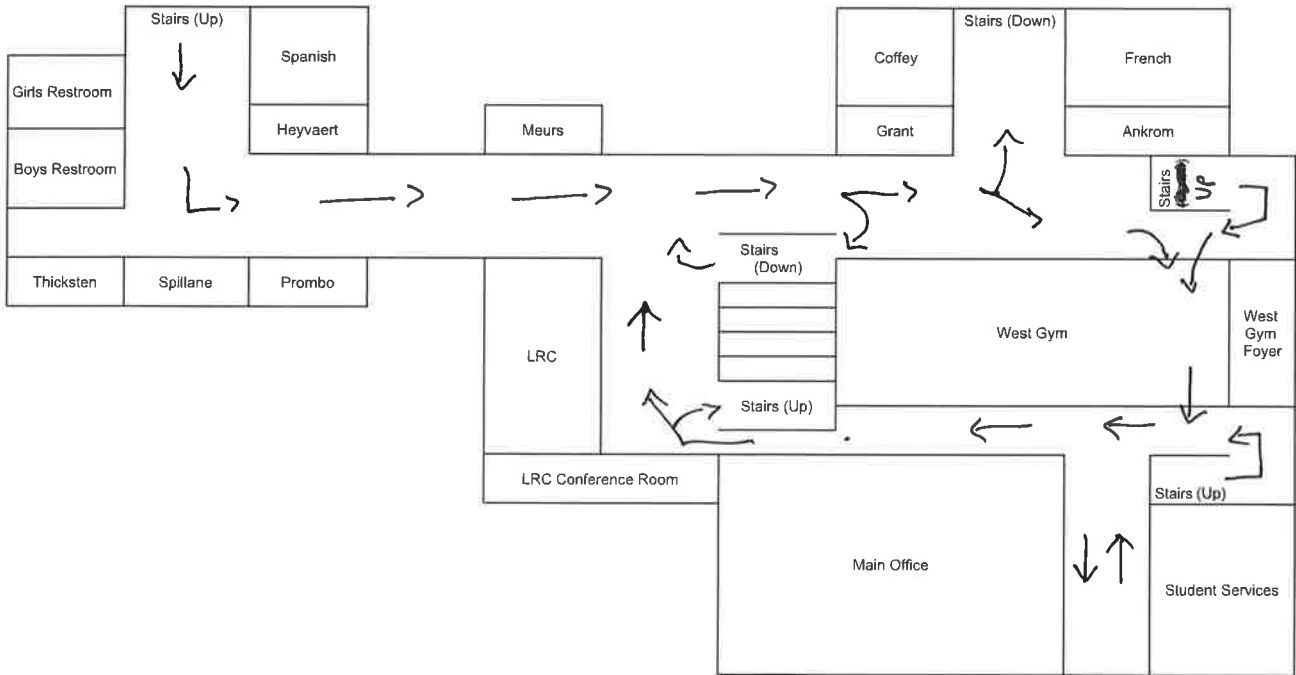 Stairs (Up)
Spanish
Girls Restroom
Heyvaert
Boys Restroom
Meurs
Stairs (Down)
Coffey
French
Grant
Ankrom
Stairs
UP
Thicksten
Spillane
Prombo
Stairs
(Down)
LRC
West Gym
West
Gym
Foyer
Stairs (Up)
LRC Conference Room
Stairs (Up)
Main Office
Student Services